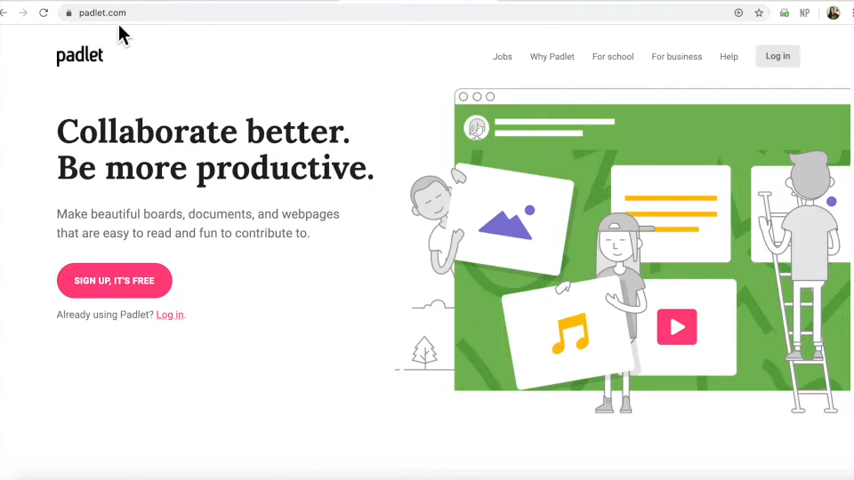 padlet.com
NP
padlet
Jobs
Why Padlet
For school
For business
Help
Log in
Collaborate better.
Be more productive.
Make beautiful boards, documents, and webpages
that are easy to read and fun to contribute to.
SIGN UP, IT'S FREE
Already using Padlet? Log in.